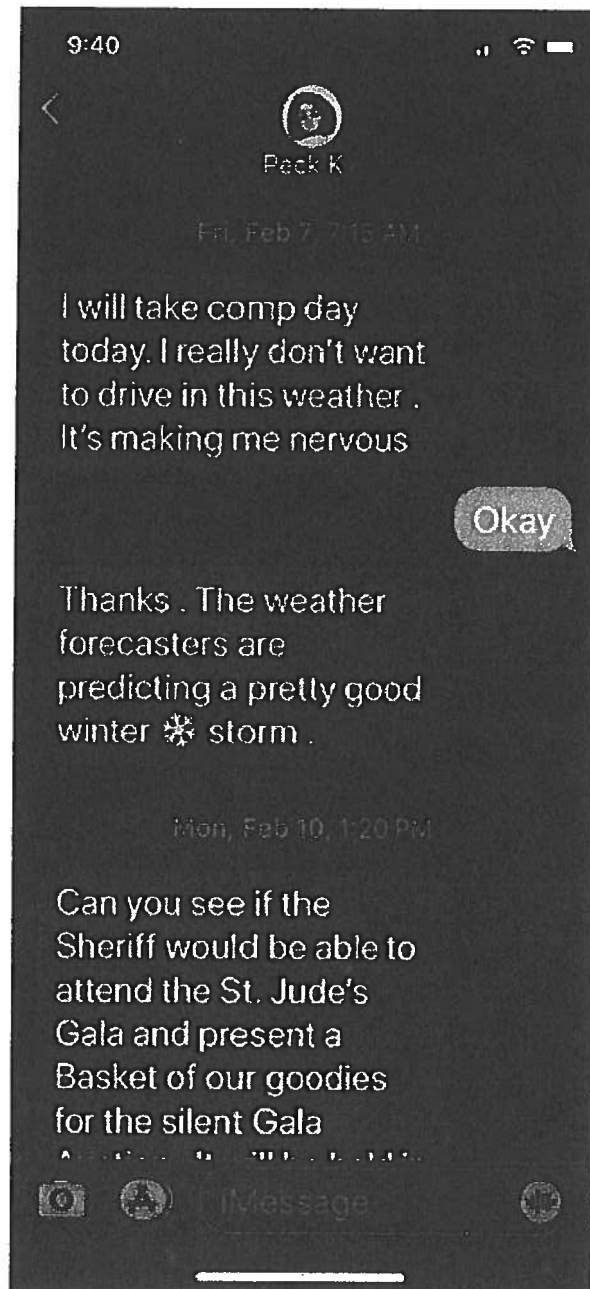 9:40
Peck K
Fri, Feb 7, 7:15 AM
I will take comp day
today. I really don't want
to drive in this weather .
It's making me nervous
Okay
Thanks . The weather
forecasters are
predicting a pretty good
winter ❄ storm .
Mon, Feb 10, 1:20 PM
Can you see if the
Sheriff would be able to
attend the St. Jude's
Gala and present a
Basket of our goodies
for the silent Gala
iMessage